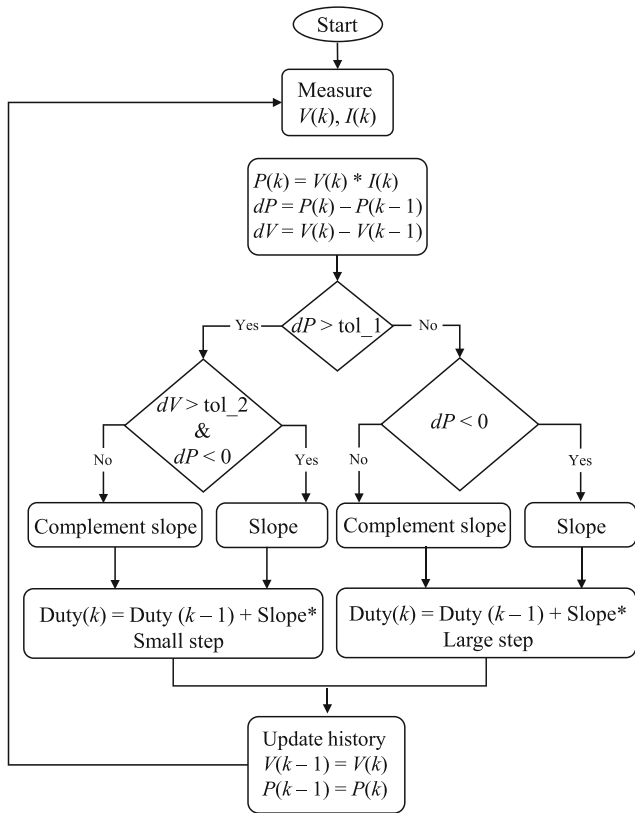 Start
Measure
V(k), I(k)
P(k) = V(k) * I(k)
dP = P(k) – P(k – 1)
dV = V(k) – V(k – 1)
dP > tol_1
Yes
No
dV > tol_2
&
dP < 0
No
Yes
dP < 0
No
Yes
Complement slope
Slope
Complement slope
Slope
Duty(k) = Duty (k – 1) + Slope*
Small step
Duty(k) = Duty (k – 1) + Slope*
Large step
Update history
V(k – 1) = V(k)
P(k – 1) = P(k)